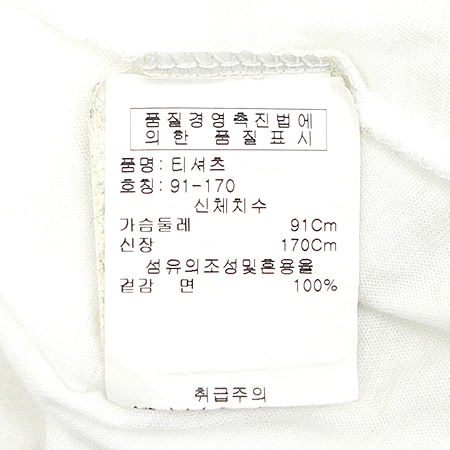 품질경영촉진법에
의한 품질표시
품명: 티셔츠
호칭: 91-170
신체치수
가슴둘레 91Cm
신장 170Cm
섬유의조성및혼용율
겉감 면 100%
취급주의